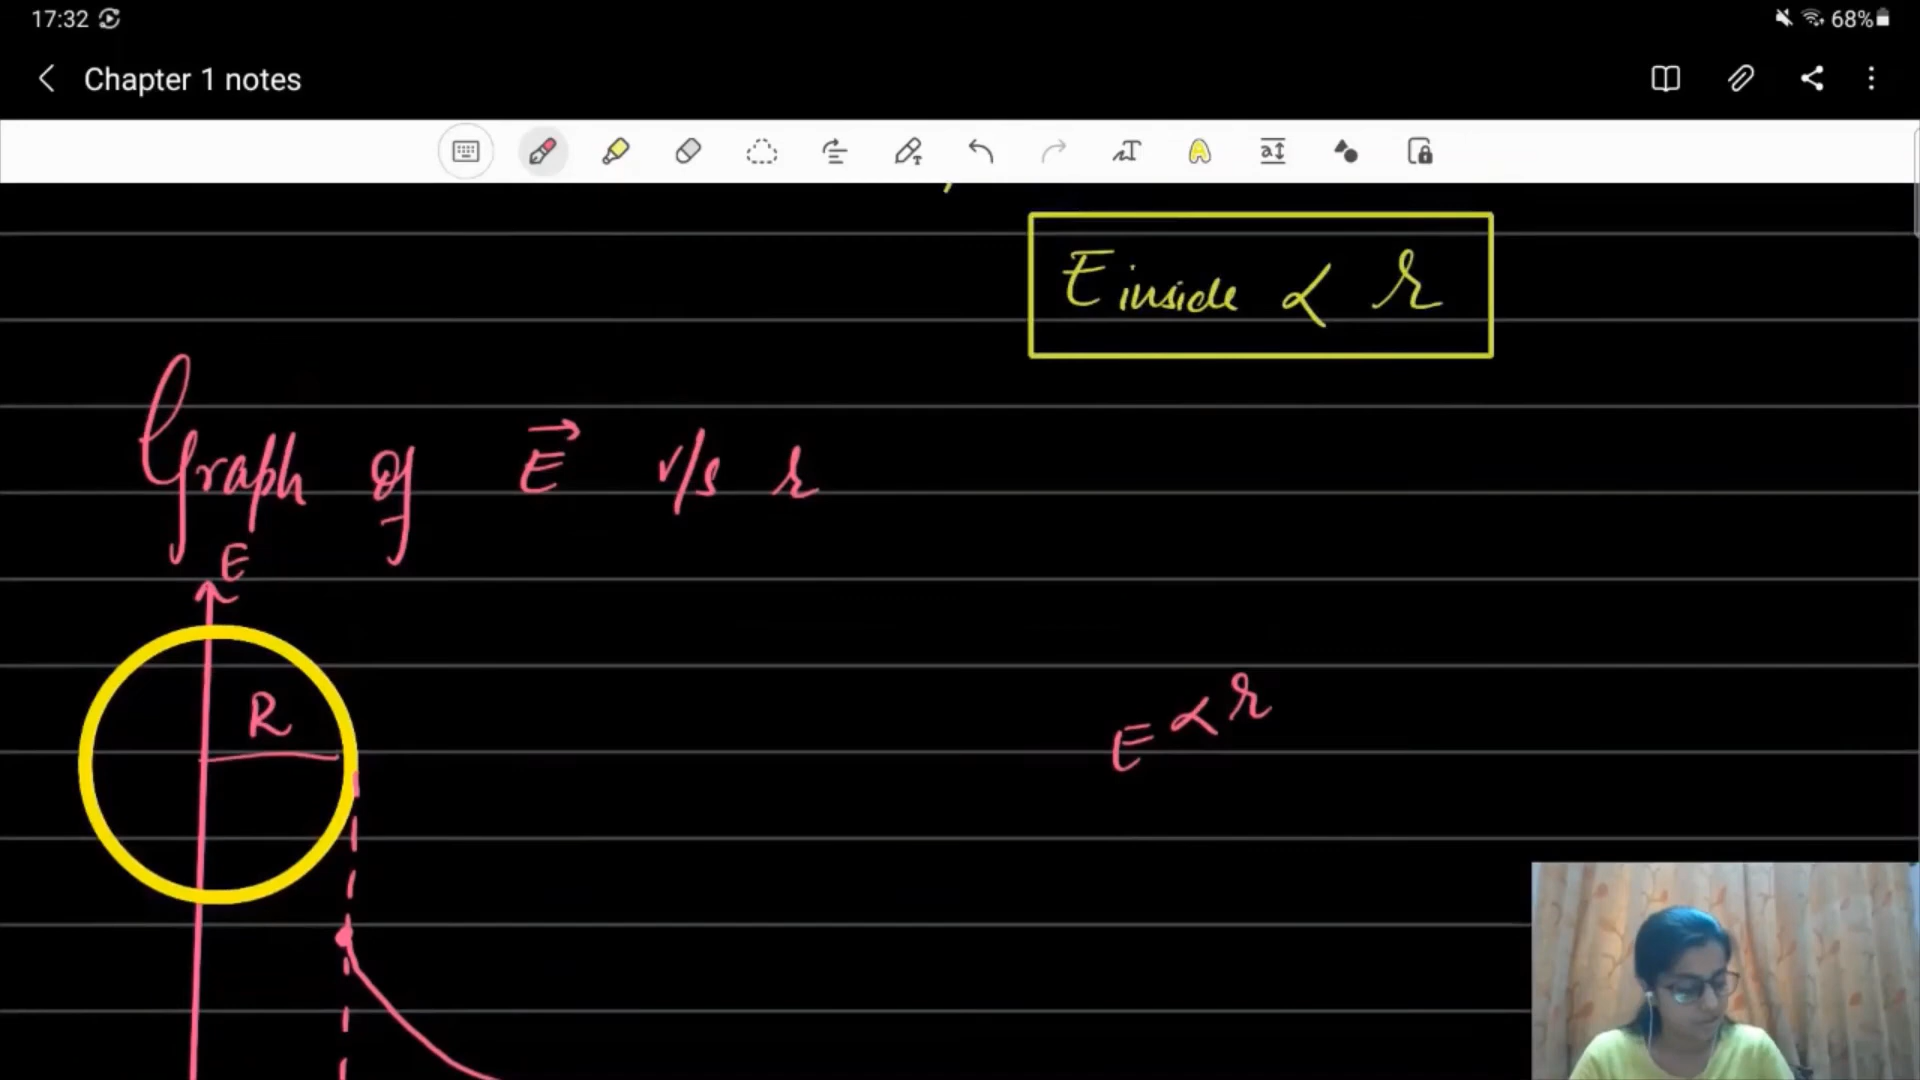 17:32 68%
Chapter 1 notes
E inside ∝ r
Graph of E⃗ v/s r
E
R
E ∝ r